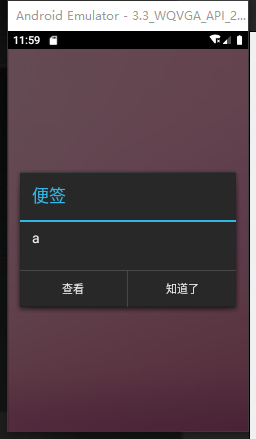 Android Emulator - 3.3_WQVGA_API_2...
11:59
便签
a
查看
知道了